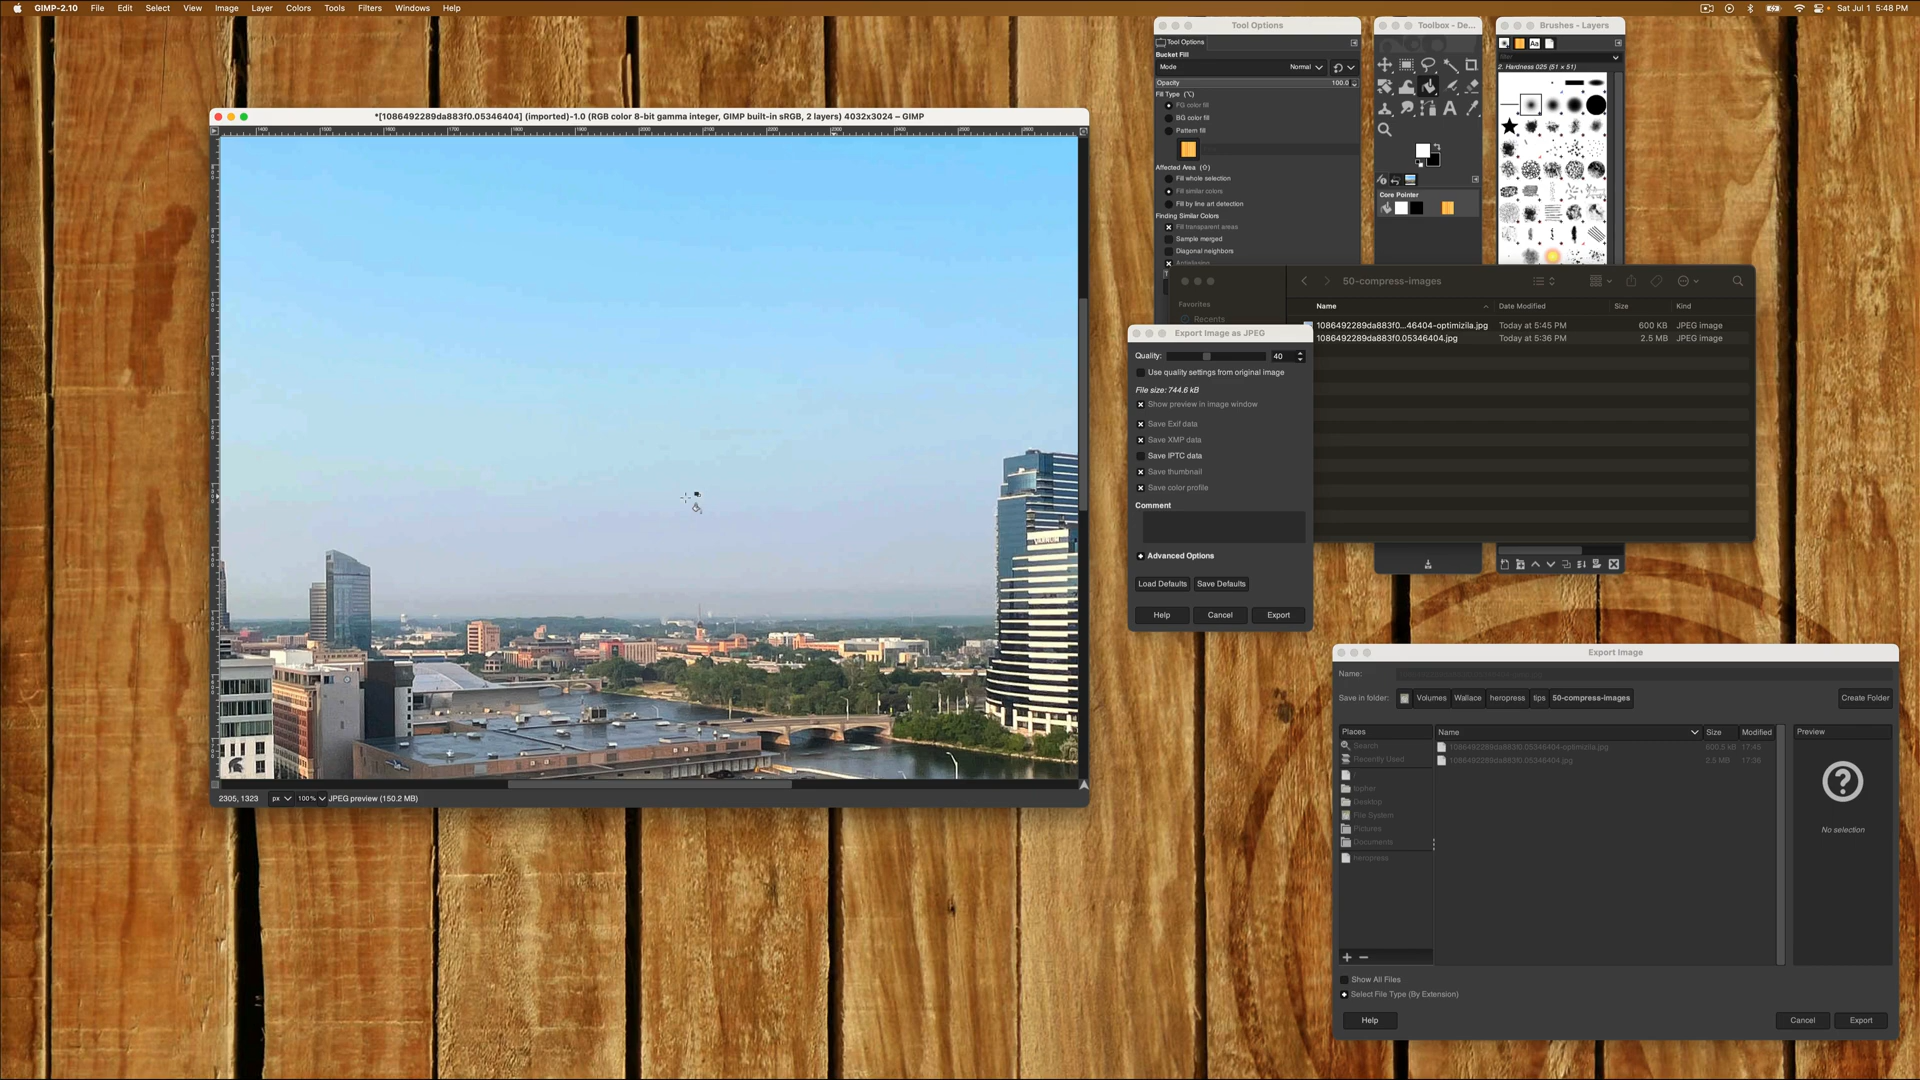 GIMP-2.10 File Edit Select View Image Layer Colors Tools Filters Windows Help
Sat Jul 1 5:48 PM
*[1086492289da883f0.05346404] (imported)-1.0 (RGB color 8-bit gamma integer, GIMP built-in sRGB, 2 layers) 4032x3024 – GIMP
2305, 1323 px 100% JPEG preview (150.2 MB)
Tool Options
Tool Options
Bucket Fill
Mode Normal
Opacity 100.0
Fill Type
FG color fill
BG color fill
Pattern fill
Affected Area
Fill whole selection
Fill similar colors
Fill by line art detection
Finding Similar Colors
Fill transparent areas
Sample merged
Diagonal neighbors
Antialiasing
Toolbox - De...
Core Pointer
Brushes - Layers
2. Hardness 025 (51 × 51)
50-compress-images
Favorites
Recents
Name Date Modified Size Kind
1086492289da883f0...46404-optimizila.jpg Today at 5:45 PM 600 KB JPEG image
1086492289da883f0.05346404.jpg Today at 5:36 PM 2.5 MB JPEG image
Export Image as JPEG
Quality: 40
Use quality settings from original image
File size: 744.6 kB
Show preview in image window
Save Exif data
Save XMP data
Save IPTC data
Save thumbnail
Save color profile
Comment
Advanced Options
Load Defaults Save Defaults
Help Cancel Export
Export Image
Name:
Save in folder: Volumes Wallace heropress tips 50-compress-images Create Folder
Places Name Size Modified Preview
Search 1086492289da883f0.05346404-optimizila.jpg 600.5 kB 17:45
Recently Used 1086492289da883f0.05346404.jpg 2.5 MB 17:36
/
Desktop
File System
Pictures
Documents
heropress
No selection
Show All Files
Select File Type (By Extension)
Help Cancel Export